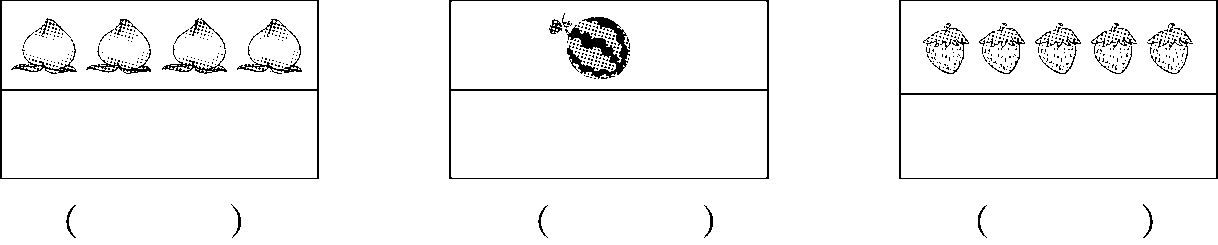 (　　　)　(　　　)　(　　　)